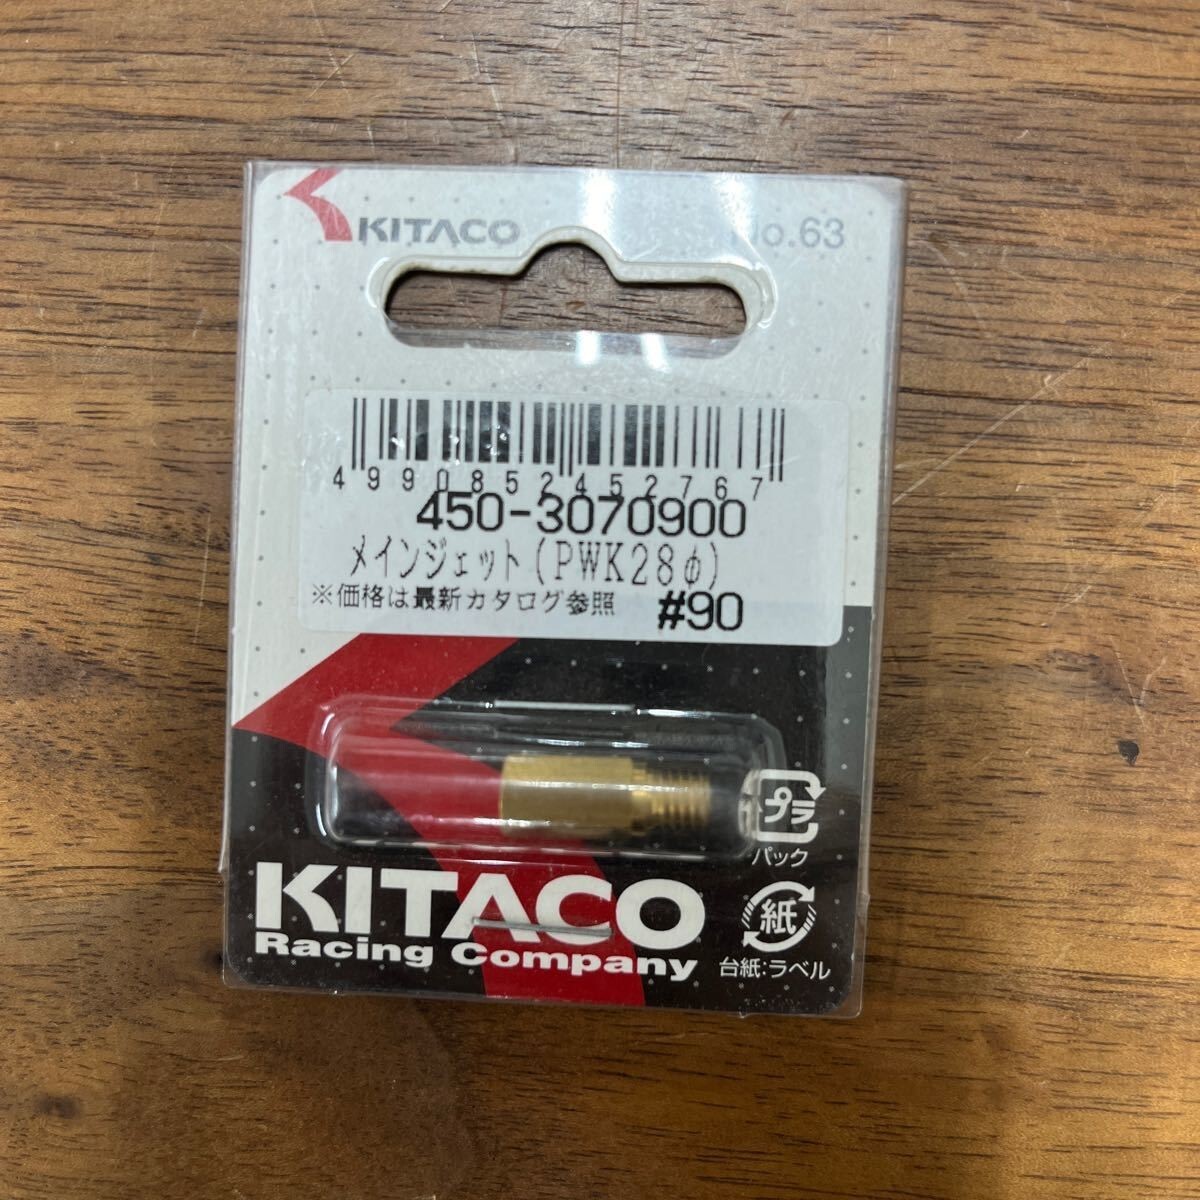 KITACO
No.63
4990852452767
450-3070900
メインジェット(PWK28φ)
※価格は最新カタログ参照 #90
プラ
パック
KITACO
Racing Company
紙
台紙:ラベル